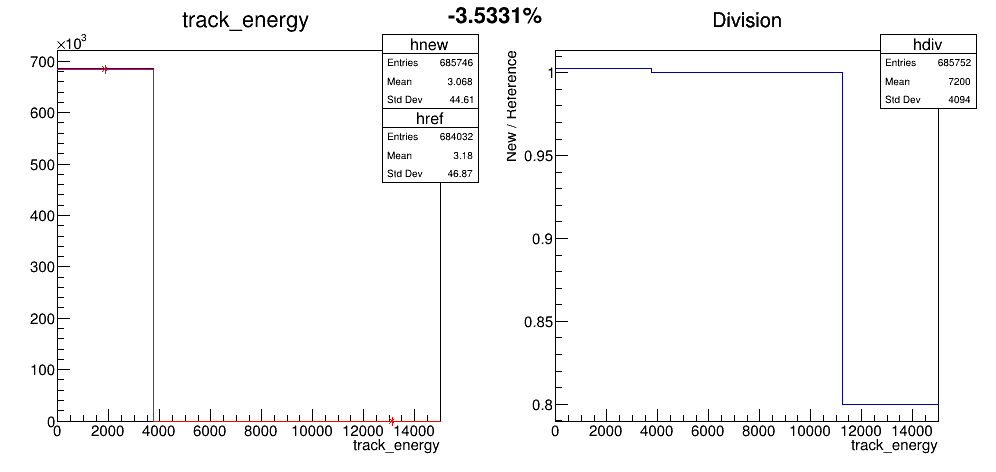 -3.5331%
track_energy
×10³
hnew
Entries 685746
Mean 3.068
Std Dev 44.61
href
Entries 684032
Mean 3.18
Std Dev 46.87
700
600
500
400
300
200
100
0
0 2000 4000 6000 8000 10000 12000 14000
track_energy
Division
hdiv
Entries 685752
Mean 7200
Std Dev 4094
New / Reference
1
0.95
0.9
0.85
0.8
0 2000 4000 6000 8000 10000 12000 14000
track_energy